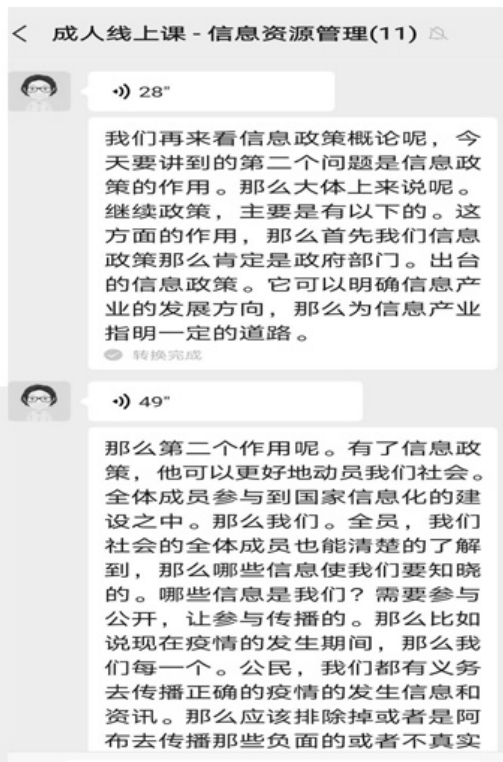 < 成人线上课 - 信息资源管理(11)
28"
我们再来看信息政策概论呢，今
天要讲到的第二个问题是信息政
策的作用。那么大体上来说呢。
继续政策，主要是有以下的。这
方面的作用，那么首先我们信息
政策那么肯定是政府部门。出台
的信息政策。它可以明确信息产
业的发展方向，那么为信息产业
指明一定的道路。
转换完成
49"
那么第二个作用呢。有了信息政
策，他可以更好地动员我们社会。
全体成员参与到国家信息化的建
设之中。那么我们。全员，我们
社会的全体成员也能清楚的了解
到，那么哪些信息使我们要知晓
的。哪些信息是我们？需要参与
公开，让参与传播的。那么比如
说现在疫情的发生期间，那么我
们每一个。公民，我们都有义务
去传播正确的疫情的发生信息和
资讯。那么应该排除掉或者是阿
布去传播那些负面的或者不真实